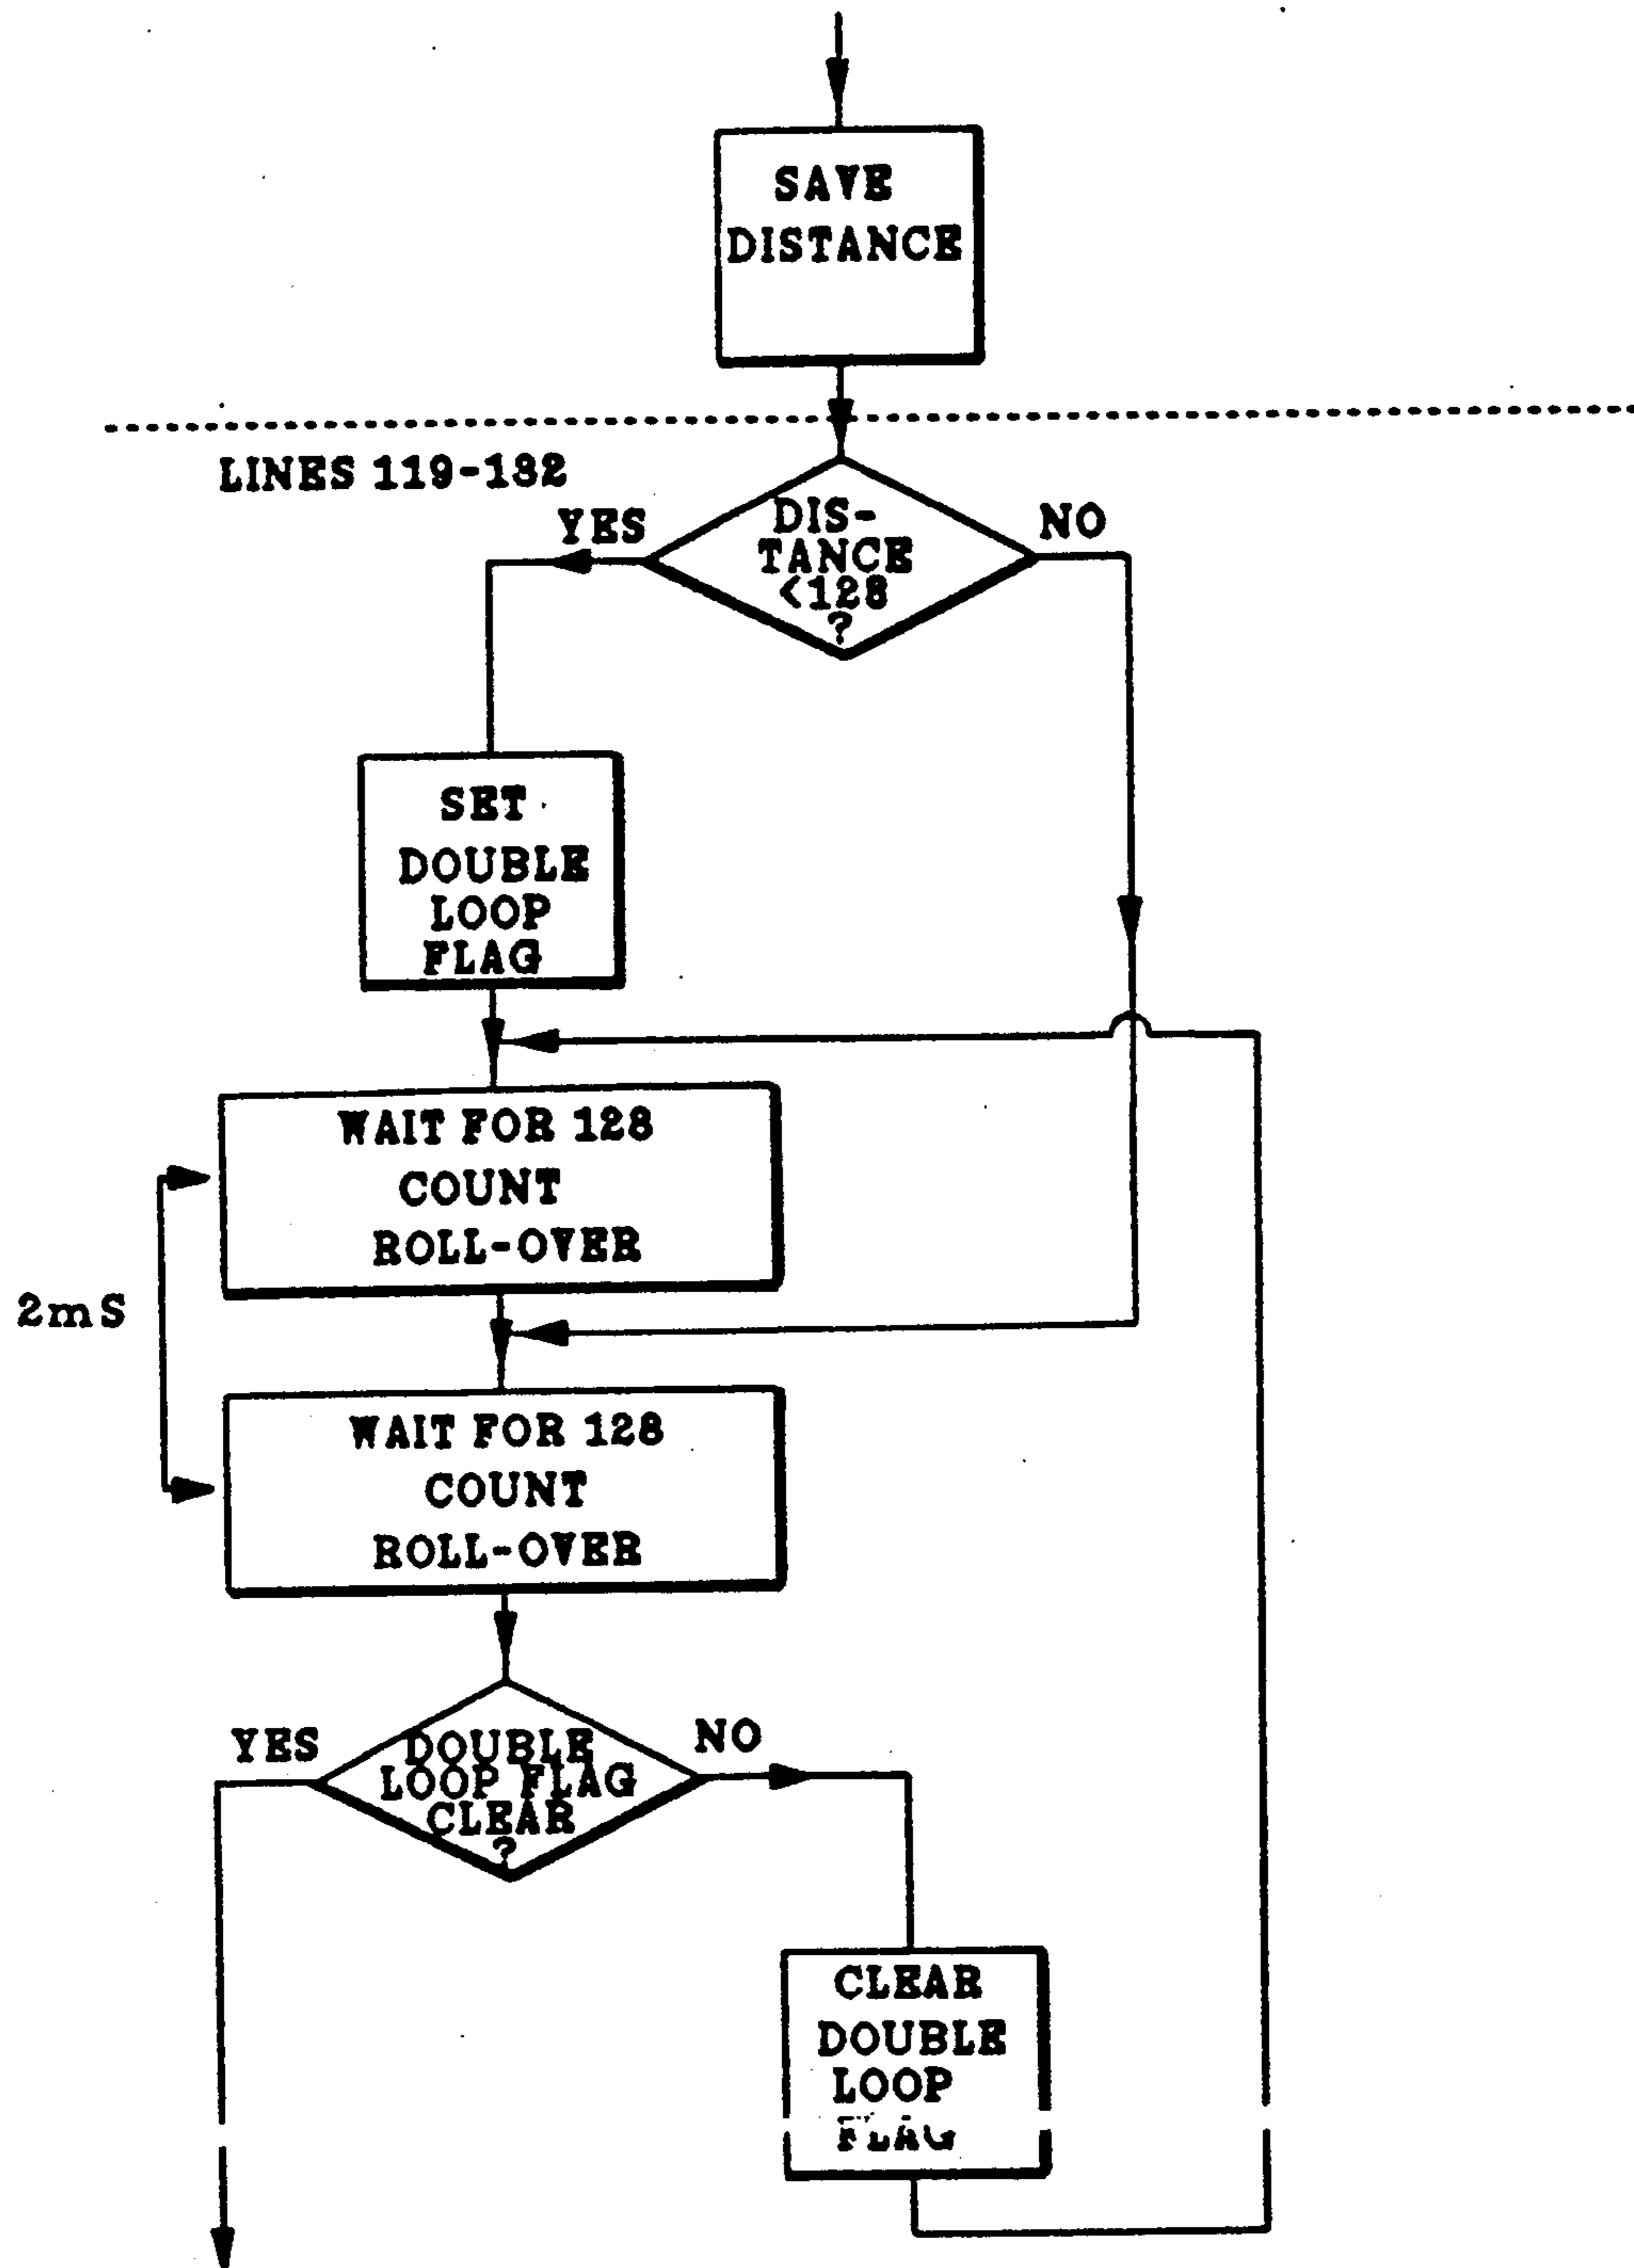 SAVE
DISTANCE
LINES 119-132
YES
DIS-
TANCE
<128
?
NO
SET
DOUBLE
LOOP
FLAG
WAIT FOR 128
COUNT
ROLL-OVER
2mS
WAIT FOR 128
COUNT
ROLL-OVER
YES
DOUBLE
LOOP FLAG
CLEAR
?
NO
CLEAR
DOUBLE
LOOP
FLAG